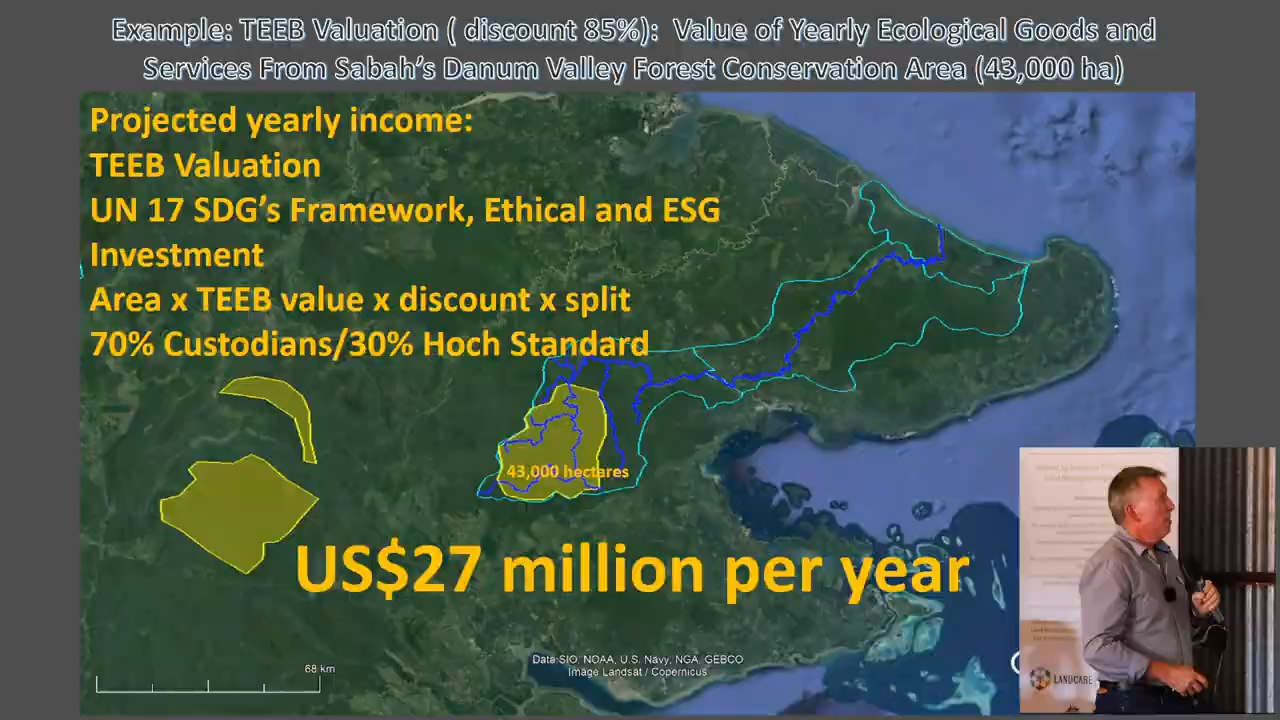 Example: TEEB Valuation ( discount 85%):  Value of Yearly Ecological Goods and
Services From Sabah's Danum Valley Forest Conservation Area (43,000 ha)
Projected yearly income:
TEEB Valuation
UN 17 SDG's Framework, Ethical and ESG
Investment
Area x TEEB value x discount x split
70% Custodians/30% Hoch Standard
43,000 hectares
US$27 million per year
68 km
Data SIO, NOAA, U.S. Navy, NGA, GEBCO
Image Landsat / Copernicus
LANDCARE